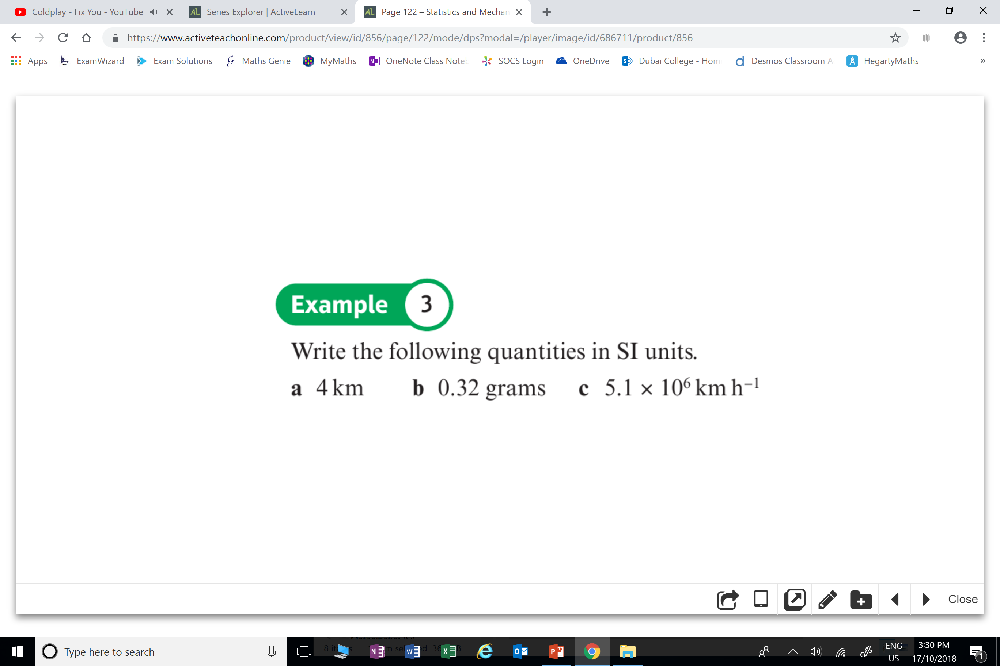 Coldplay - Fix You - YouTube
Series Explorer | ActiveLearn
Page 122 – Statistics and Mechan
https://www.activeteachonline.com/product/view/id/856/page/122/mode/dps?modal=/player/image/id/686711/product/856
Apps ExamWizard Exam Solutions Maths Genie MyMaths OneNote Class Noteb SOCS Login OneDrive Dubai College - Hom Desmos Classroom A HegartyMaths »
Example 3
Write the following quantities in SI units.
a 4 km b 0.32 grams c 5.1 × 10⁶ km h⁻¹
Close
Type here to search
ENG
US
3:30 PM
17/10/2018
1